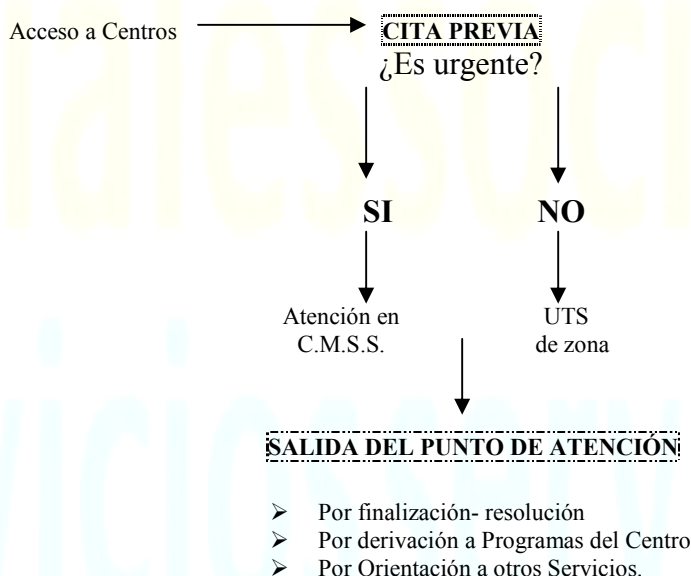 Acceso a Centros
CITA PREVIA
¿Es urgente?
SI
NO
Atención en
C.M.S.S.
UTS
de zona
SALIDA DEL PUNTO DE ATENCIÓN
➢ Por finalización- resolución
➢ Por derivación a Programas del Centro
➢ Por Orientación a otros Servicios.